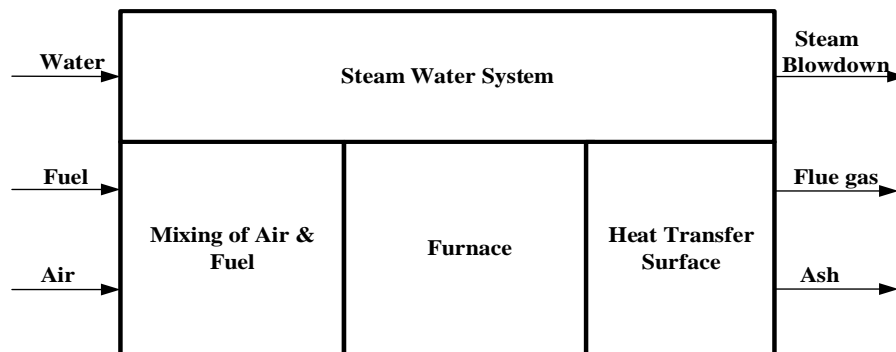 Water
Steam Water System
Steam
Blowdown
Fuel
Mixing of Air &
Fuel
Furnace
Heat Transfer
Surface
Flue gas
Air
Ash